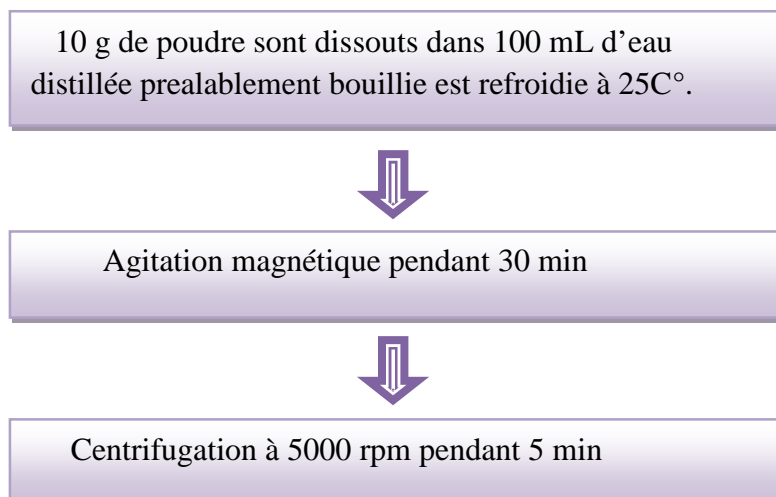 10 g de poudre sont dissouts dans 100 mL d’eau
distillée prealablement bouillie est refroidie à 25C°.
Agitation magnétique pendant 30 min
Centrifugation à 5000 rpm pendant 5 min